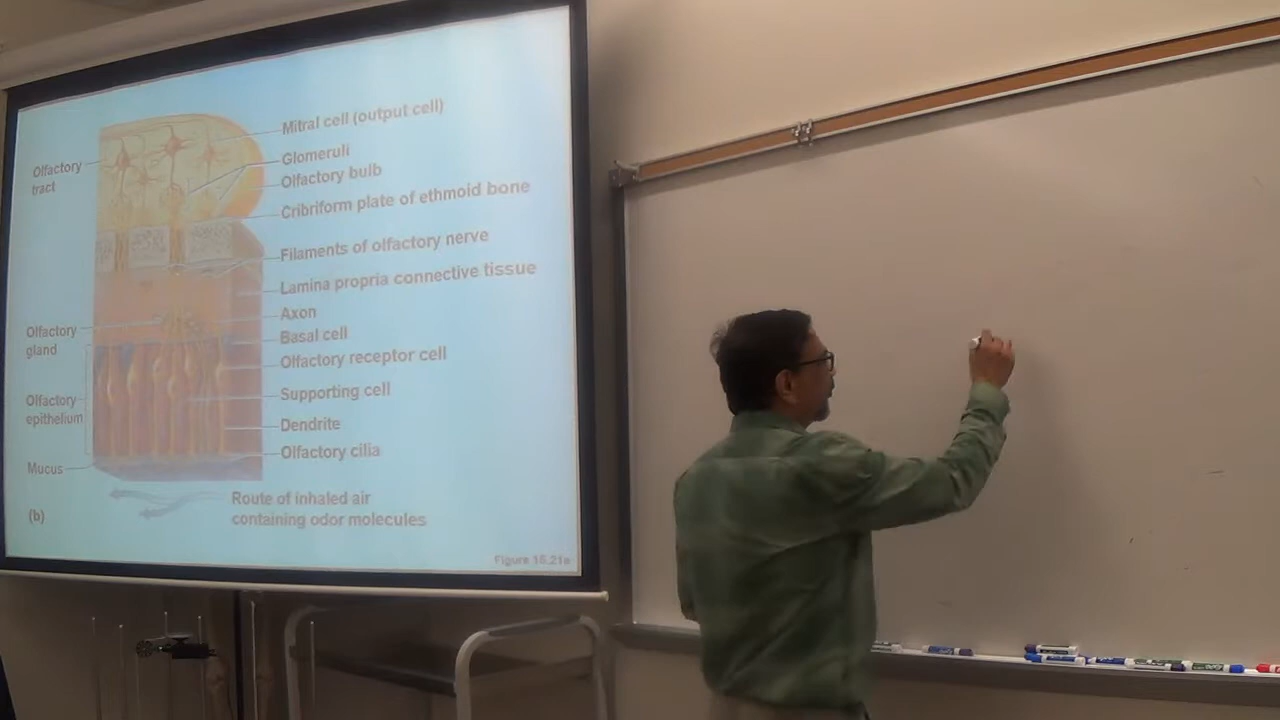 Mitral cell (output cell)
Glomeruli
Olfactory
tract
Olfactory bulb
Cribriform plate of ethmoid bone
Filaments of olfactory nerve
Lamina propria connective tissue
Axon
Olfactory
gland
Basal cell
Olfactory receptor cell
Supporting cell
Olfactory
epithelium
Dendrite
Olfactory cilia
Mucus
Route of inhaled air
containing odor molecules
(b)
Figure 15.21a